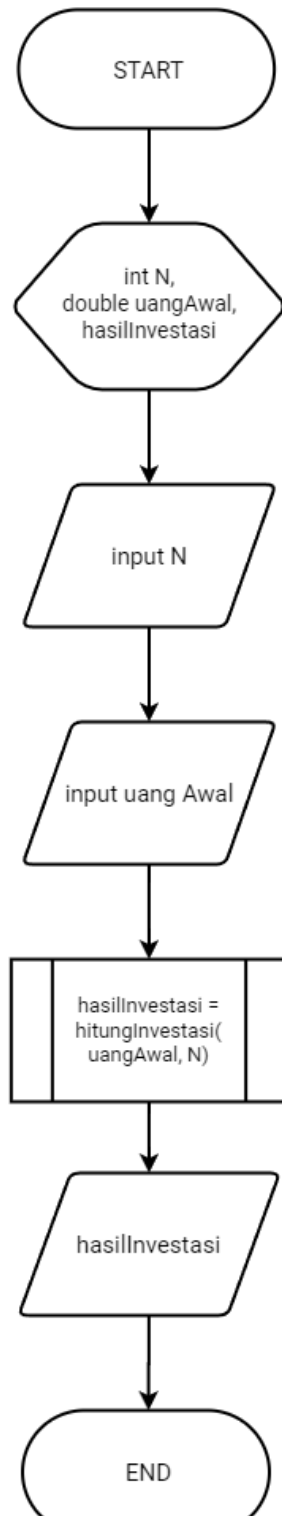 START
int N,
double uangAwal,
hasilInvestasi
input N
input uang Awal
hasilInvestasi =
hitungInvestasi(
uangAwal, N)
hasilInvestasi
END